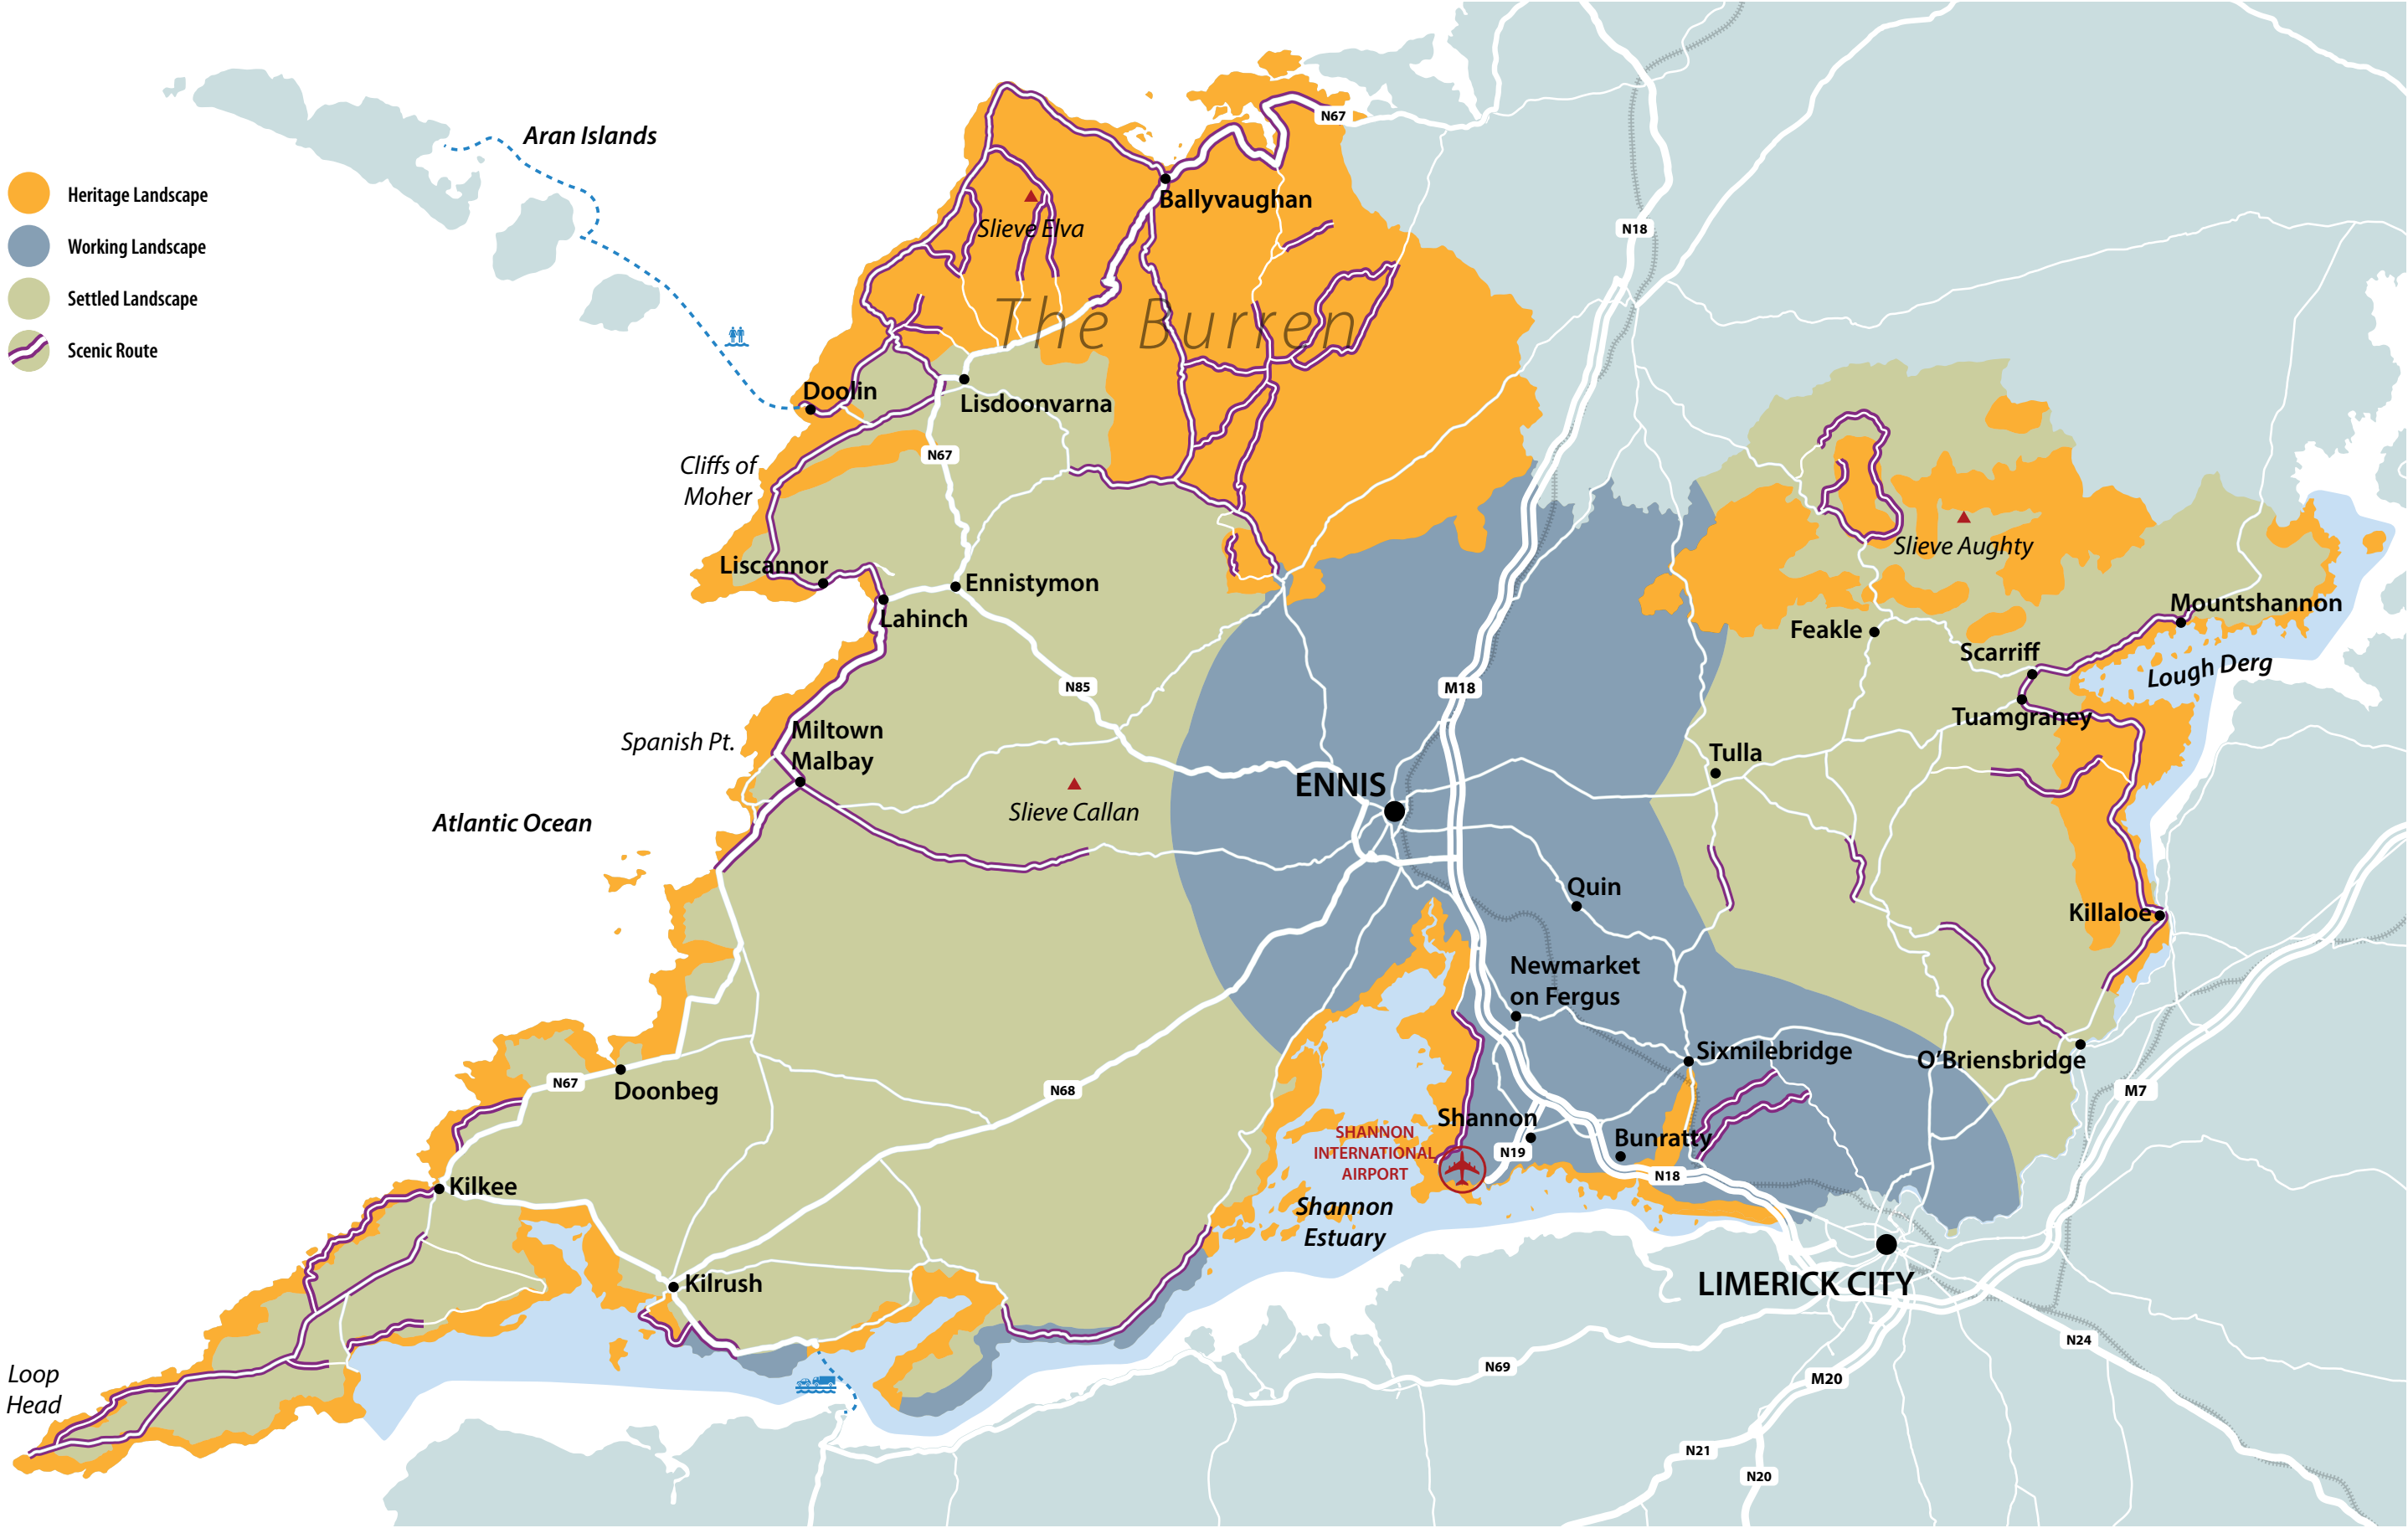 Heritage Landscape
Working Landscape
Settled Landscape
Scenic Route
Aran Islands
N67
Ballyvaughan
Slieve Elva
N18
The Burren
Doolin
Lisdoonvarna
N67
Cliffs of
Moher
Liscannor
Ennistymon
Lahinch
Slieve Aughty
Mountshannon
Feakle
Scarriff
Lough Derg
Tuamgraney
N85
M18
Spanish Pt.
Miltown
Malbay
Tulla
ENNIS
Slieve Callan
Atlantic Ocean
Quin
Killaloe
Newmarket
on Fergus
Sixmilebridge
O'Briensbridge
N67
Doonbeg
N68
M7
Shannon
SHANNON
INTERNATIONAL
AIRPORT
Bunratty
N19
N18
Kilkee
Shannon
Estuary
Kilrush
LIMERICK CITY
N24
Loop
Head
N69
M20
N21
N20